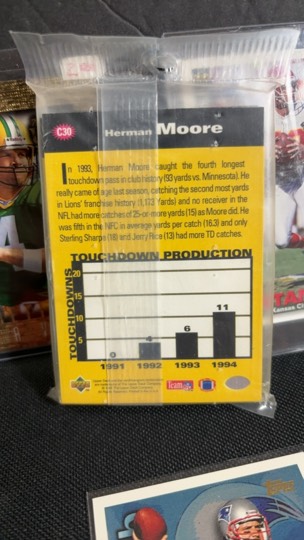 C30
Herman Moore
In 1993, Herman Moore caught the fourth longest
touchdown pass in club history (93 yards vs. Minnesota). He
really came of age last season, catching the second most yards
in Lions' franchise history (1,173 yards) and no receiver in the
NFL had more catches of 25-or-more yards (15) as Moore did. He
was fifth in the NFC in average yards per catch (16.3) and only
Sterling Sharpe (18) and Jerry Rice (13) had more TD catches.
TOUCHDOWN PRODUCTION
TOUCHDOWNS
20
15
10
5
0
4
6
11
1991 1992 1993 1994
Kansas Ci
Topps